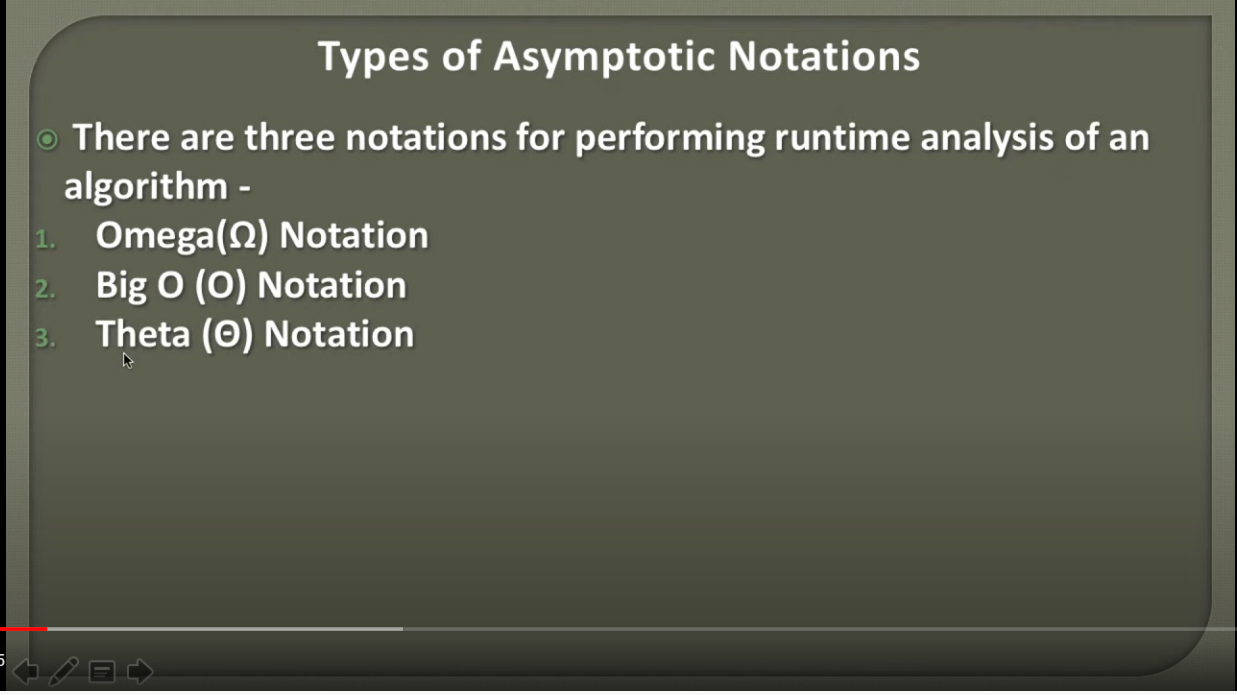 Types of Asymptotic Notations
There are three notations for performing runtime analysis of an
algorithm -
1. Omega(Ω) Notation
2. Big O (O) Notation
3. Theta (Θ) Notation
5